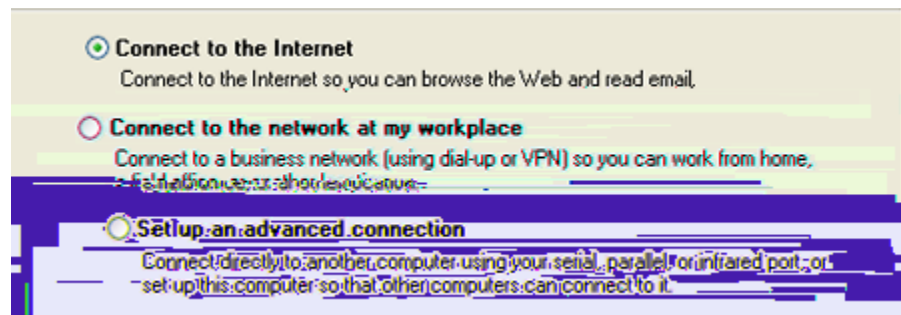 Connect to the Internet
Connect to the Internet so you can browse the Web and read email.
Connect to the network at my workplace
Connect to a business network (using dial-up or VPN) so you can work from home,
Set up an advanced connection
Connect directly to another computer using your serial, parallel, or infrared port, or
set up this computer so that other computers can connect to it.